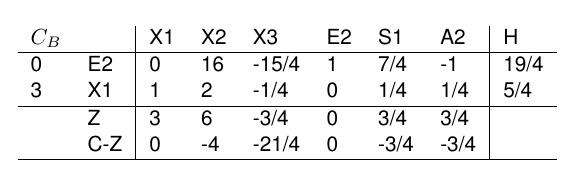 C_B X1 X2 X3 E2 S1 A2 H
0 E2 0 16 -15/4 1 7/4 -1 19/4
3 X1 1 2 -1/4 0 1/4 1/4 5/4
Z 3 6 -3/4 0 3/4 3/4
C-Z 0 -4 -21/4 0 -3/4 -3/4